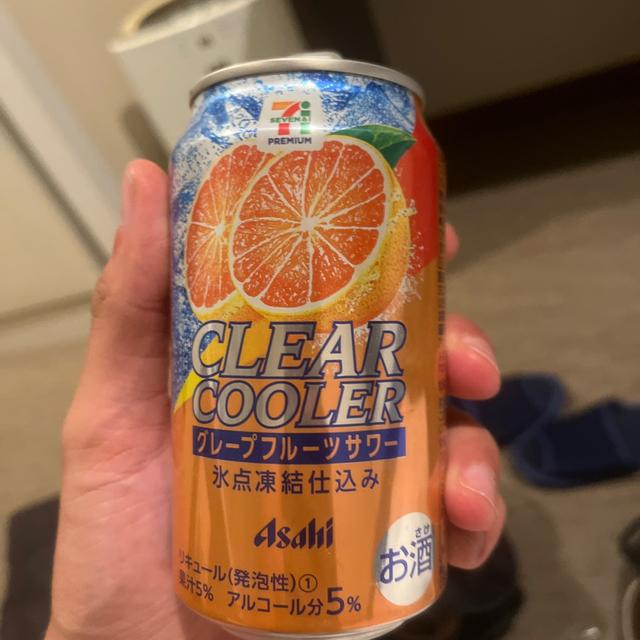 SEVEN&i
PREMIUM
CLEAR
COOLER
グレープフルーツサワー
氷点凍結仕込み
Asahi
さけ
お酒
リキュール(発泡性)①
果汁5% アルコール分5%